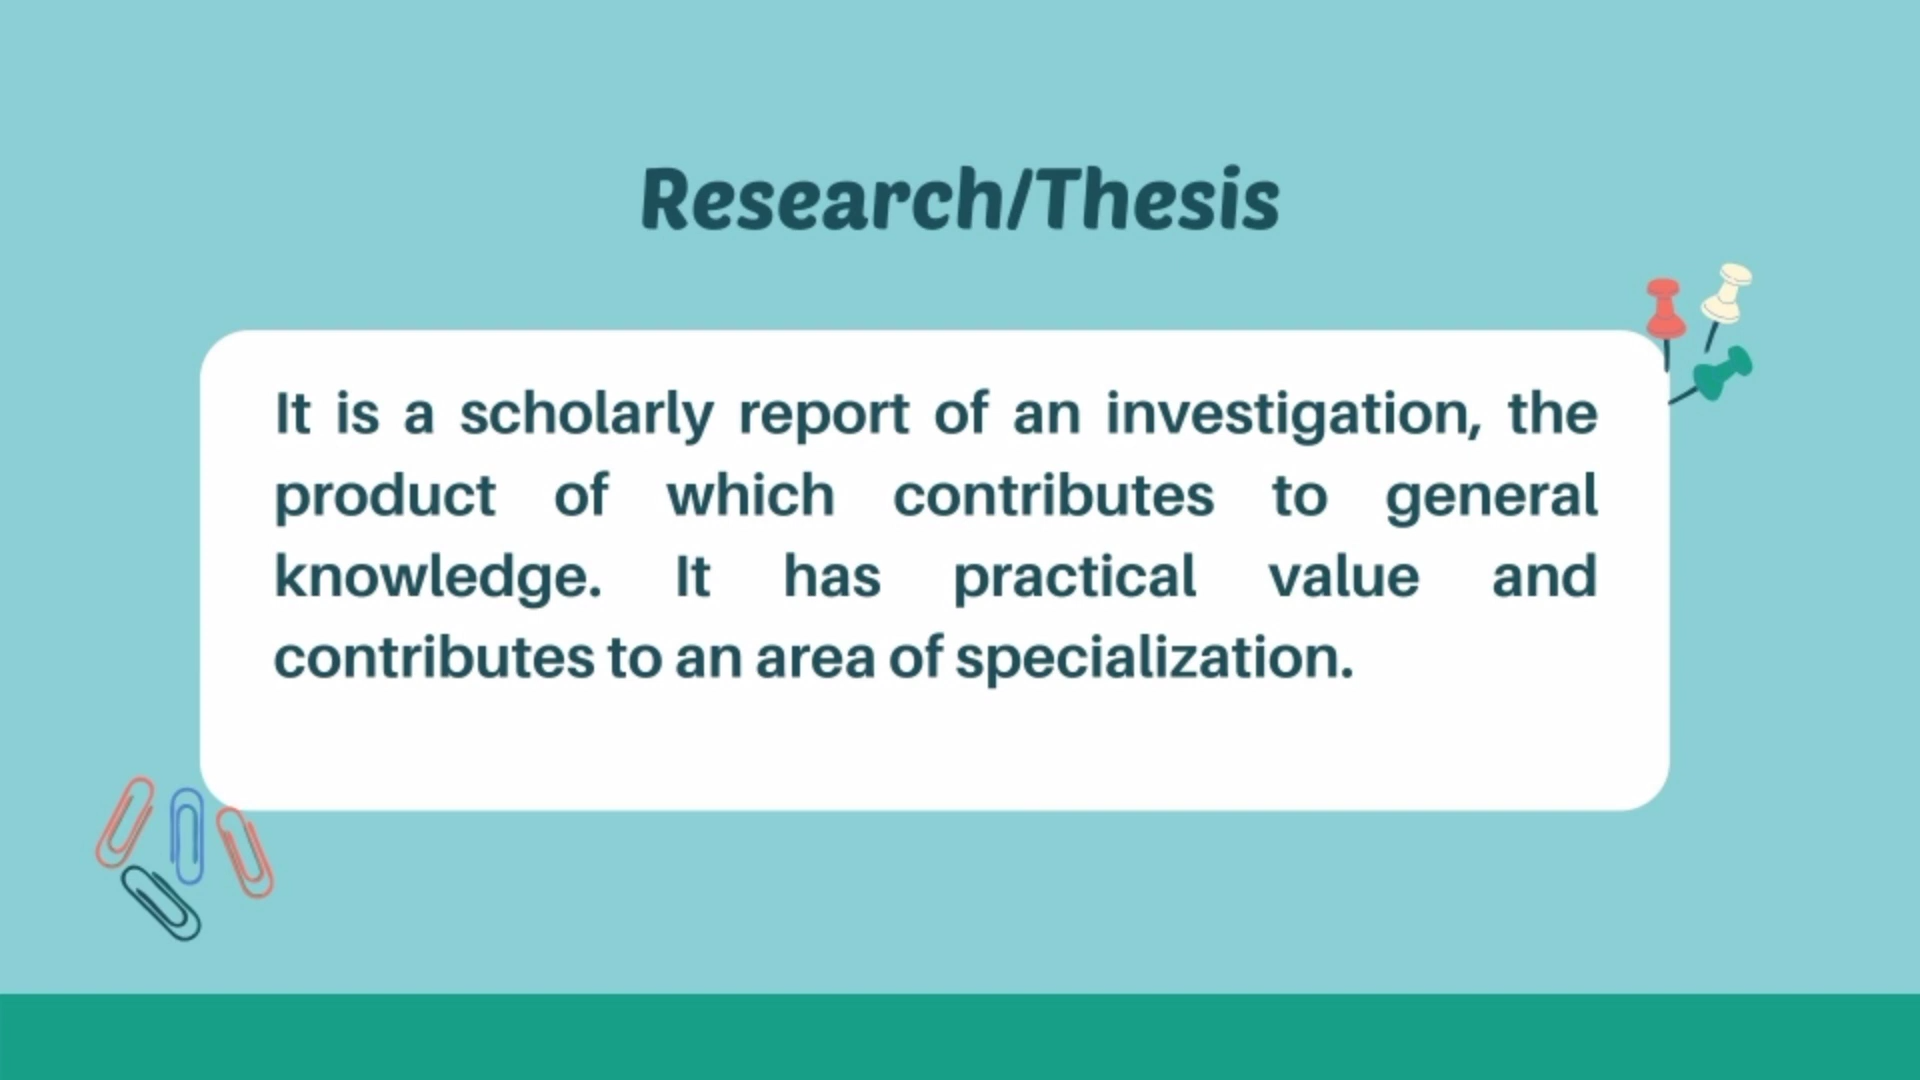 Research/Thesis
It is a scholarly report of an investigation, the
product of which contributes to general
knowledge. It has practical value and
contributes to an area of specialization.